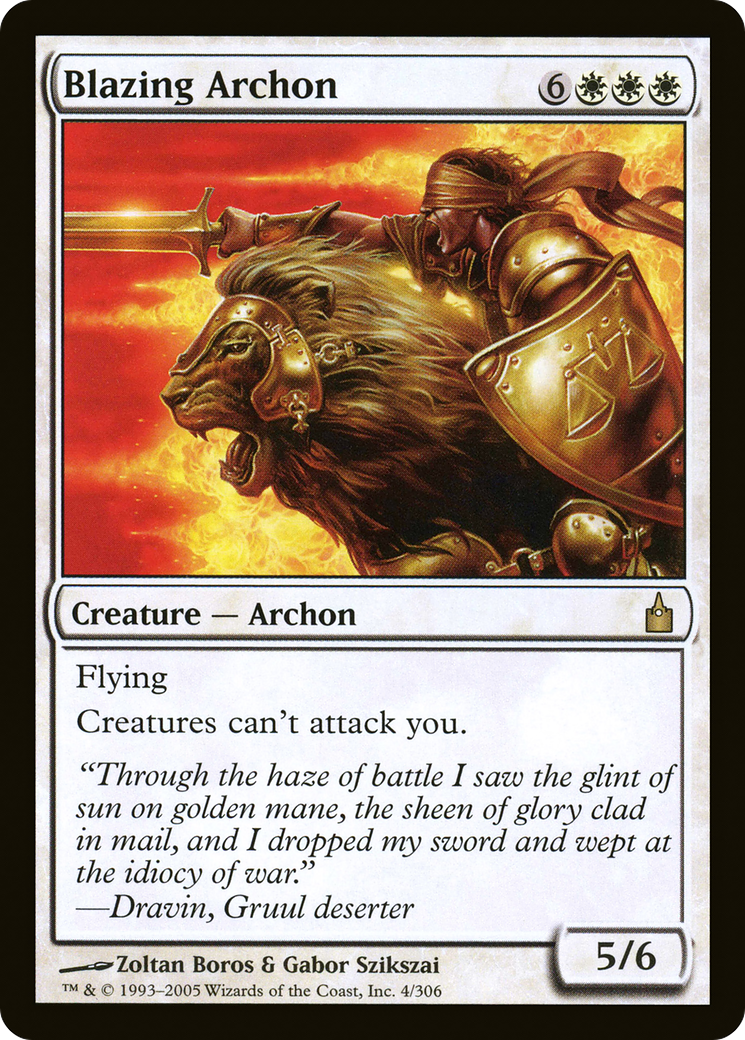 Blazing Archon 6
Creature — Archon
Flying
Creatures can't attack you.
“Through the haze of battle I saw the glint of
sun on golden mane, the sheen of glory clad
in mail, and I dropped my sword and wept at
the idiocy of war.”
—Dravin, Gruul deserter
5/6
Zoltan Boros & Gabor Szikszai
™ & © 1993–2005 Wizards of the Coast, Inc. 4/306